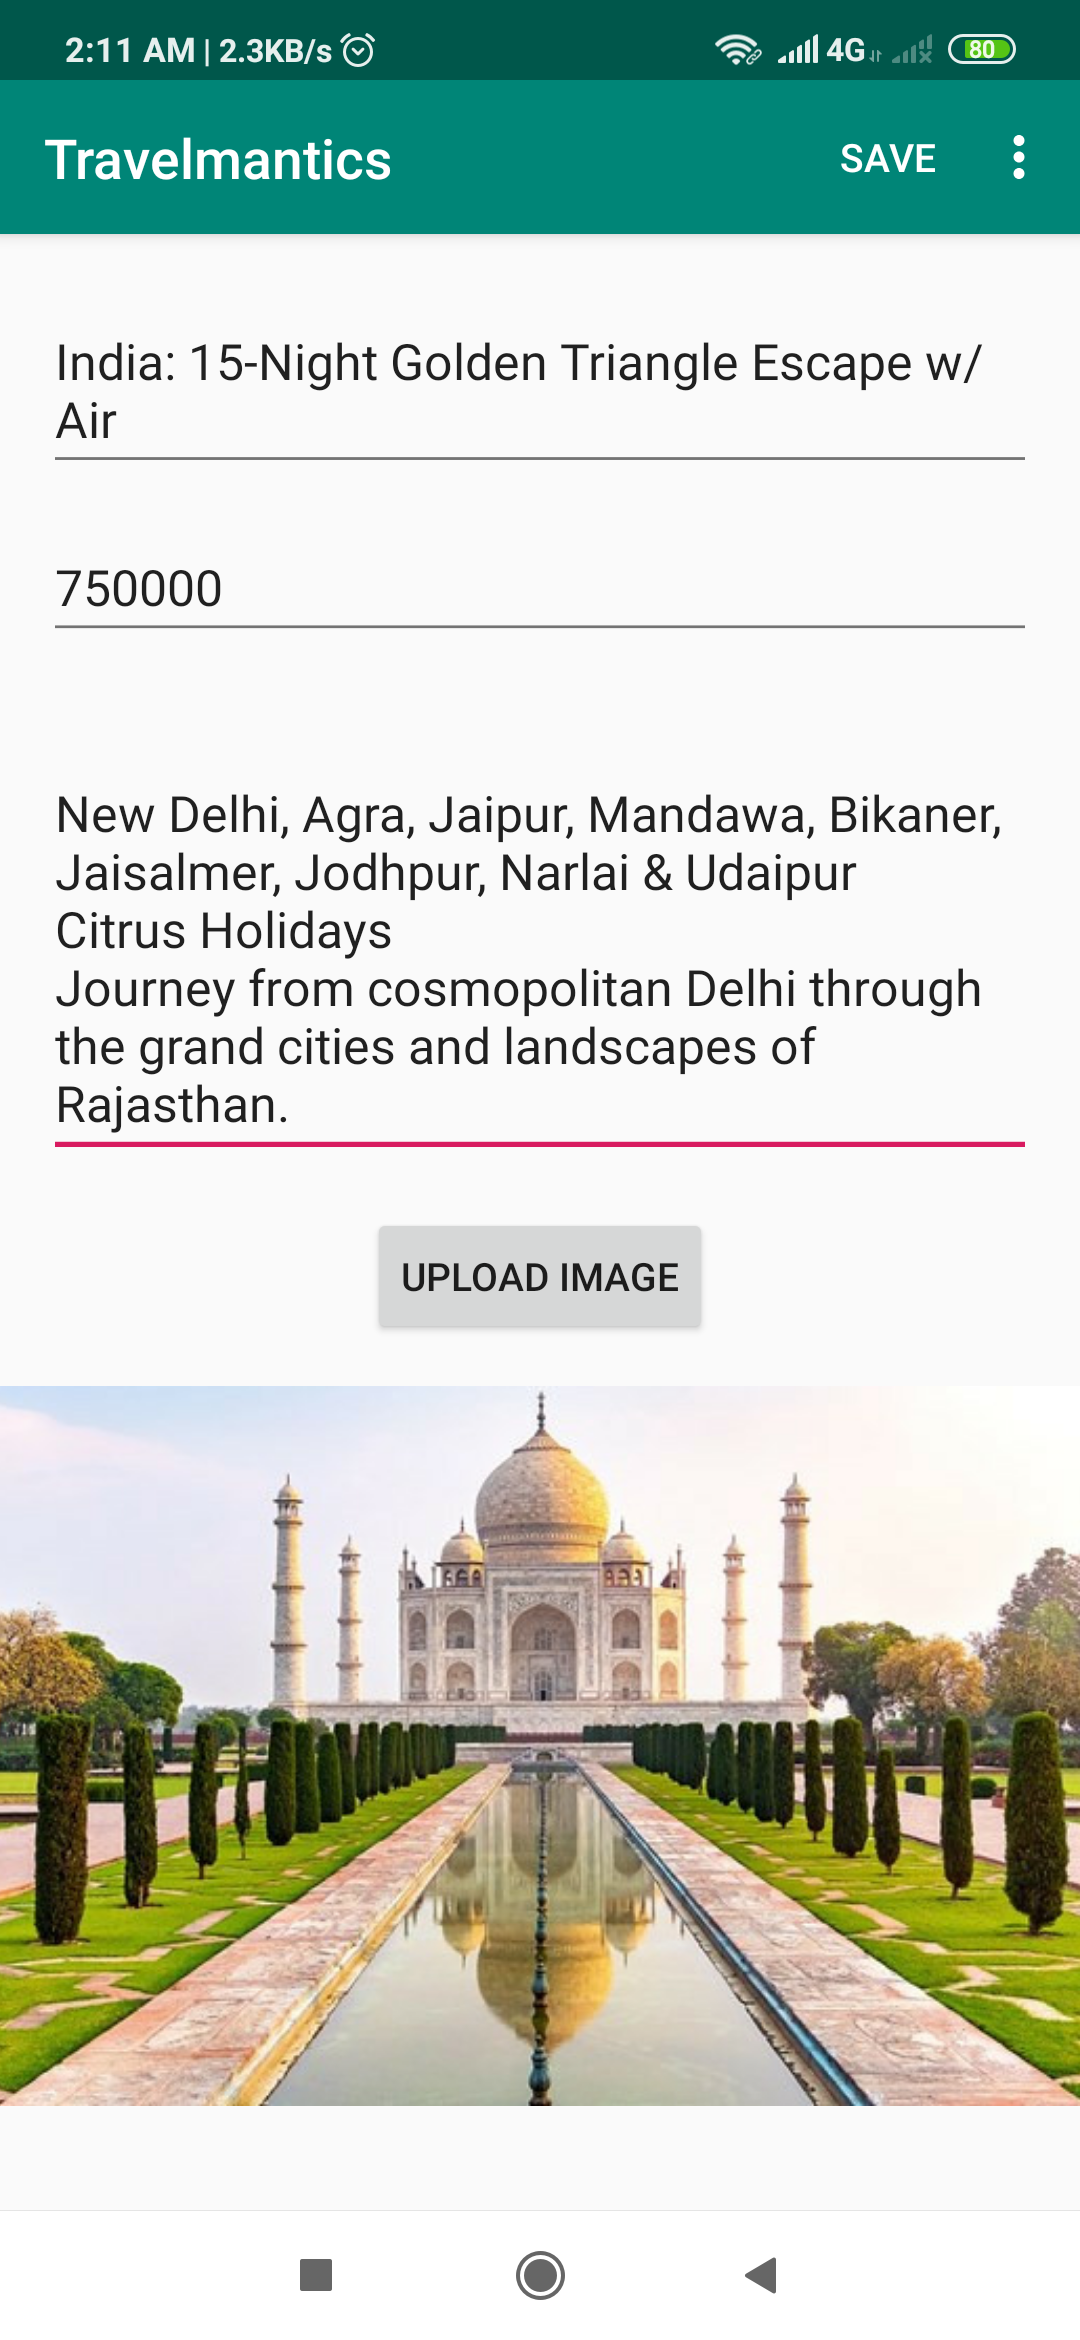 2:11 AM | 2.3KB/s 4G 80
Travelmantics SAVE
India: 15-Night Golden Triangle Escape w/
Air
750000
New Delhi, Agra, Jaipur, Mandawa, Bikaner,
Jaisalmer, Jodhpur, Narlai & Udaipur
Citrus Holidays
Journey from cosmopolitan Delhi through
the grand cities and landscapes of
Rajasthan.
UPLOAD IMAGE